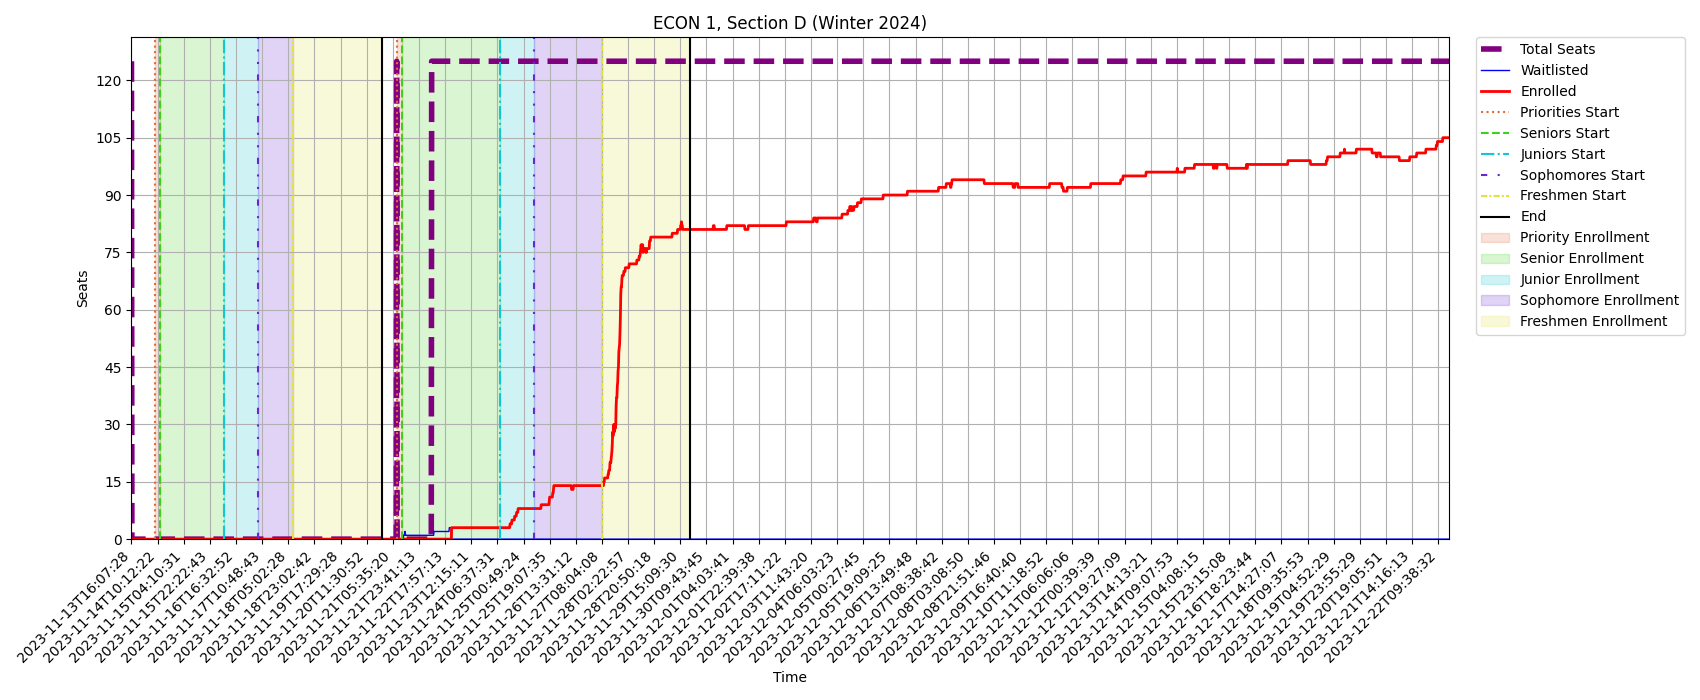 ECON 1, Section D (Winter 2024)
Total Seats
Waitlisted
Enrolled
Priorities Start
Seniors Start
Juniors Start
Sophomores Start
Freshmen Start
End
Priority Enrollment
Senior Enrollment
Junior Enrollment
Sophomore Enrollment
Freshmen Enrollment
Seats
120
105
90
75
60
45
30
15
0
2023-11-13T16:07:28
2023-11-14T10:12:22
2023-11-15T04:10:31
2023-11-15T22:22:43
2023-11-16T16:32:52
2023-11-17T10:48:43
2023-11-18T05:02:28
2023-11-18T23:02:42
2023-11-19T17:29:28
2023-11-20T11:30:52
2023-11-21T05:35:20
2023-11-21T23:41:13
2023-11-22T17:57:13
2023-11-23T12:15:11
2023-11-24T06:37:31
2023-11-25T00:49:24
2023-11-25T19:07:35
2023-11-26T13:31:12
2023-11-27T08:04:08
2023-11-28T02:22:57
2023-11-28T20:50:18
2023-11-29T15:09:30
2023-11-30T09:43:45
2023-12-01T04:03:41
2023-12-01T22:39:38
2023-12-02T17:11:22
2023-12-03T11:43:20
2023-12-04T06:03:23
2023-12-05T00:27:45
2023-12-05T19:09:25
2023-12-06T13:49:48
2023-12-07T08:38:42
2023-12-08T03:08:50
2023-12-08T21:51:46
2023-12-09T16:40:40
2023-12-10T11:18:52
2023-12-11T06:06:06
2023-12-12T00:39:39
2023-12-12T19:27:09
2023-12-13T14:13:21
2023-12-14T09:07:53
2023-12-15T04:08:15
2023-12-15T23:15:08
2023-12-16T18:23:44
2023-12-17T14:27:07
2023-12-18T09:35:53
2023-12-19T04:52:29
2023-12-19T23:55:29
2023-12-20T19:05:51
2023-12-21T14:16:13
2023-12-22T09:38:32
Time